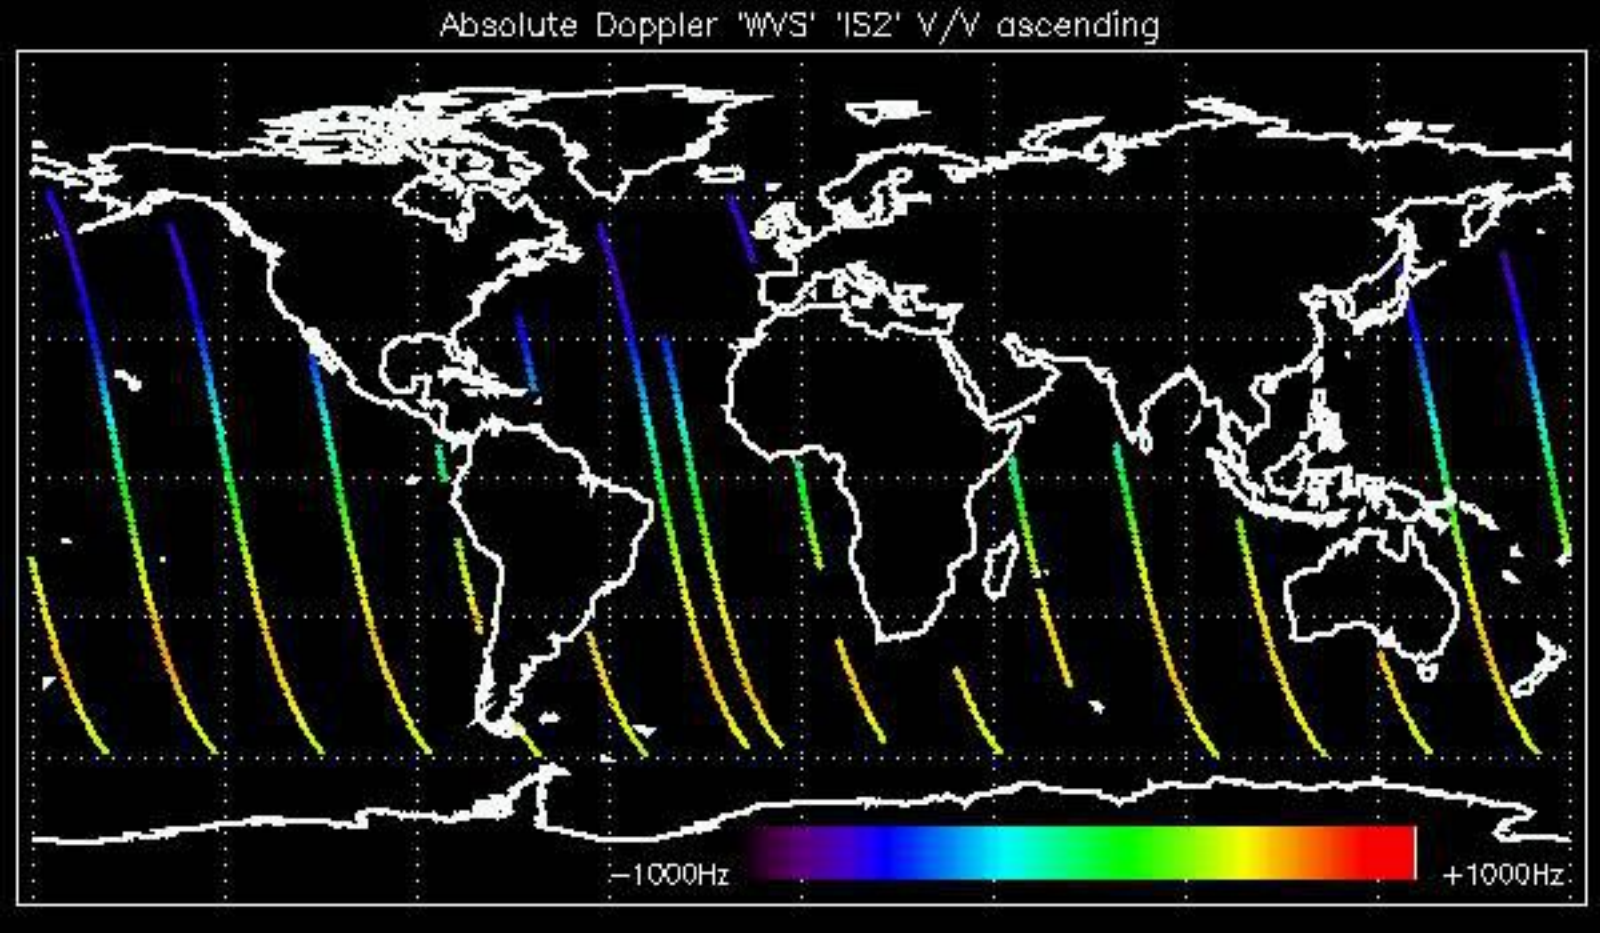 Absolute Doppler 'WVS' 'IS2' V/V ascending
-1000Hz +1000Hz